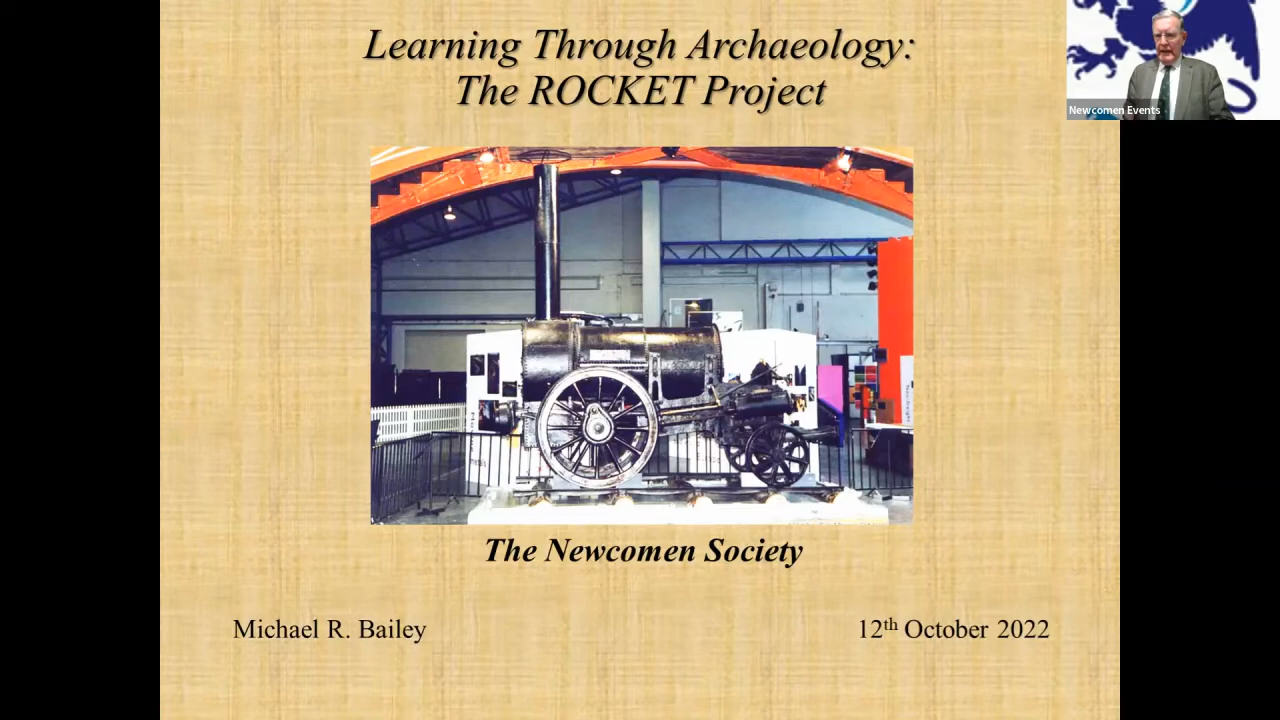 Learning Through Archaeology:
The ROCKET Project
Newcomen Events
The Newcomen Society
Michael R. Bailey
12th October 2022